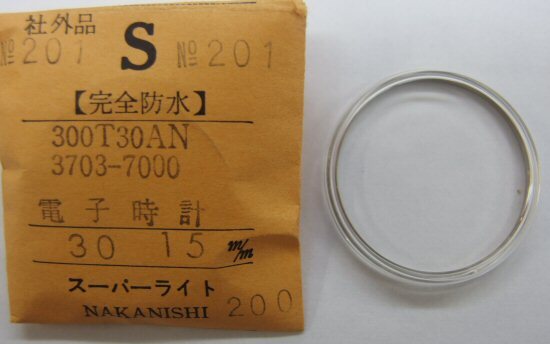 社外品
№201 S №201
【完全防水】
300T30AN
3703-7000
電子時計
30 15 m/m
スーパーライト
NAKANISHI 200